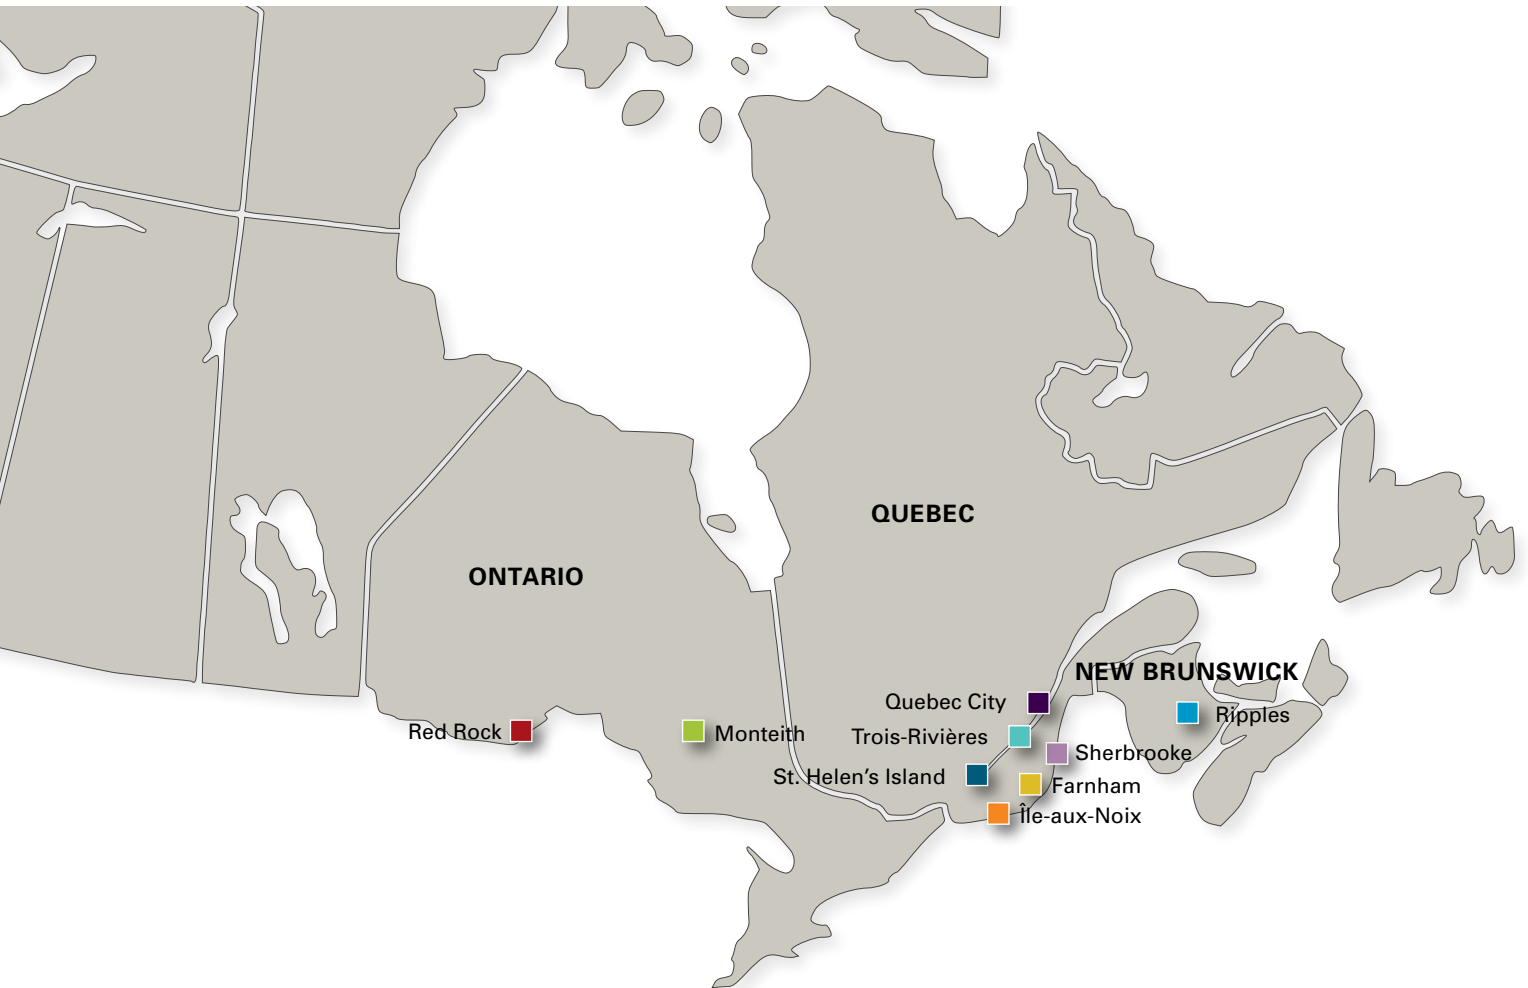 QUEBEC
ONTARIO
NEW BRUNSWICK
Quebec City
Ripples
Red Rock
Monteith
Trois-Rivières
Sherbrooke
St. Helen's Island
Farnham
Île-aux-Noix